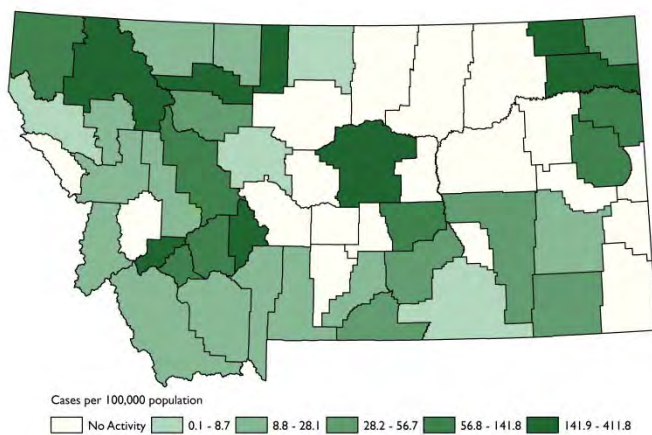 Cases per 100,000 population
No Activity 0.1 - 8.7 8.8 - 28.1 28.2 - 56.7 56.8 - 141.8 141.9 - 411.8